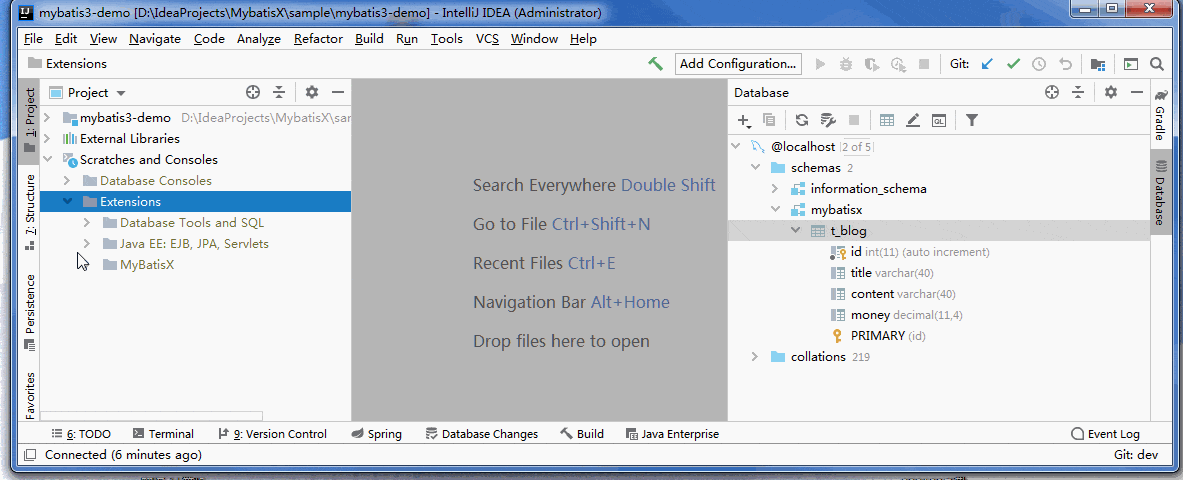 mybatis3-demo [D:\IdeaProjects\MybatisX\sample\mybatis3-demo] - IntelliJ IDEA (Administrator)
File Edit View Navigate Code Analyze Refactor Build Run Tools VCS Window Help
Extensions
Add Configuration...
Git:
1: Project
7: Structure
Persistence
Favorites
Project
mybatis3-demo D:\IdeaProjects\MybatisX\sar
External Libraries
Scratches and Consoles
Database Consoles
Extensions
Database Tools and SQL
Java EE: EJB, JPA, Servlets
MyBatisX
Search Everywhere Double Shift
Go to File Ctrl+Shift+N
Recent Files Ctrl+E
Navigation Bar Alt+Home
Drop files here to open
Database
QL
@localhost 2 of 5
schemas 2
information_schema
mybatisx
t_blog
id int(11) (auto increment)
title varchar(40)
content varchar(40)
money decimal(11,4)
PRIMARY (id)
collations 219
Gradle
Database
6: TODO Terminal 9: Version Control Spring Database Changes Build Java Enterprise Event Log
Connected (6 minutes ago) Git: dev